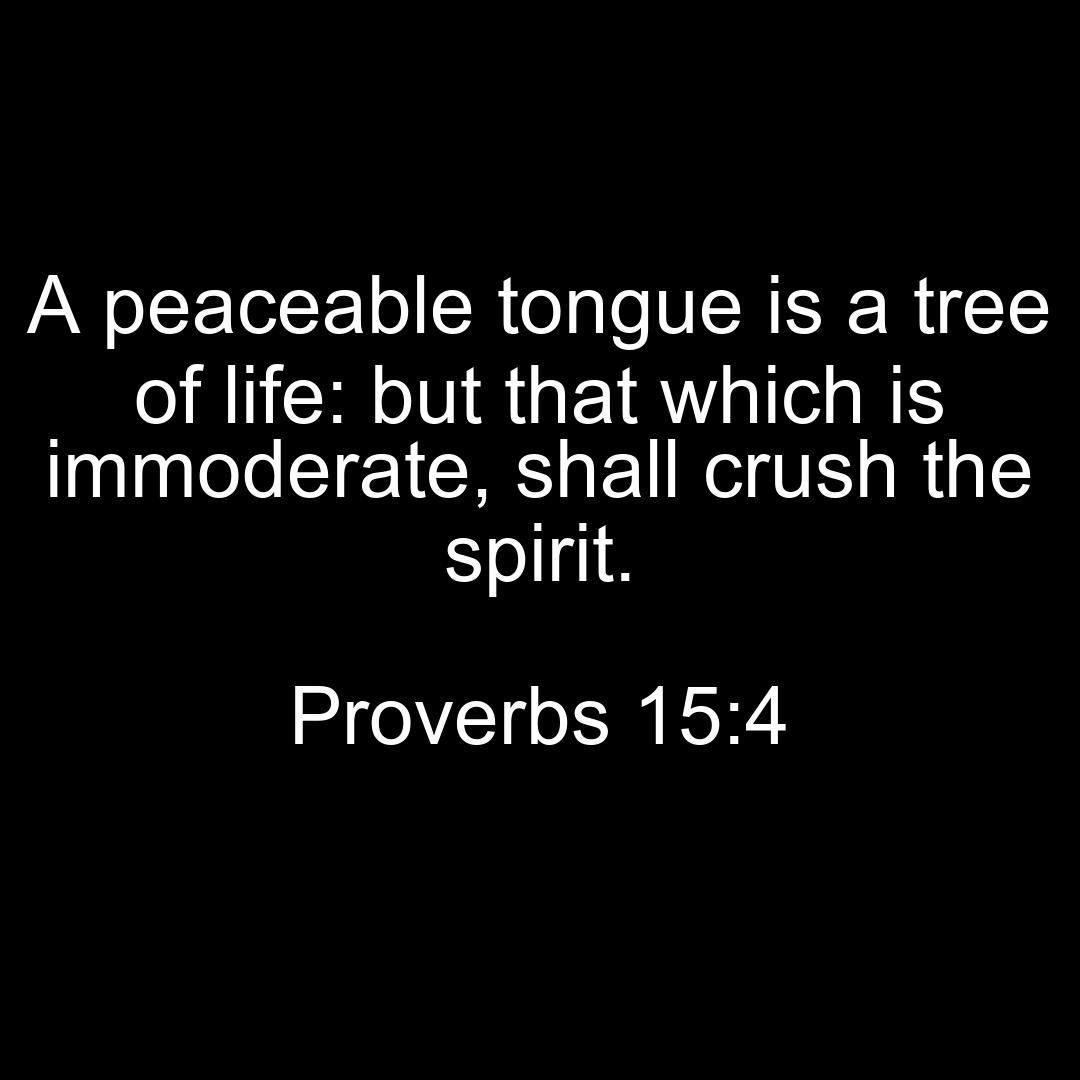 A peaceable tongue is a tree
of life: but that which is
immoderate, shall crush the
spirit.
Proverbs 15:4